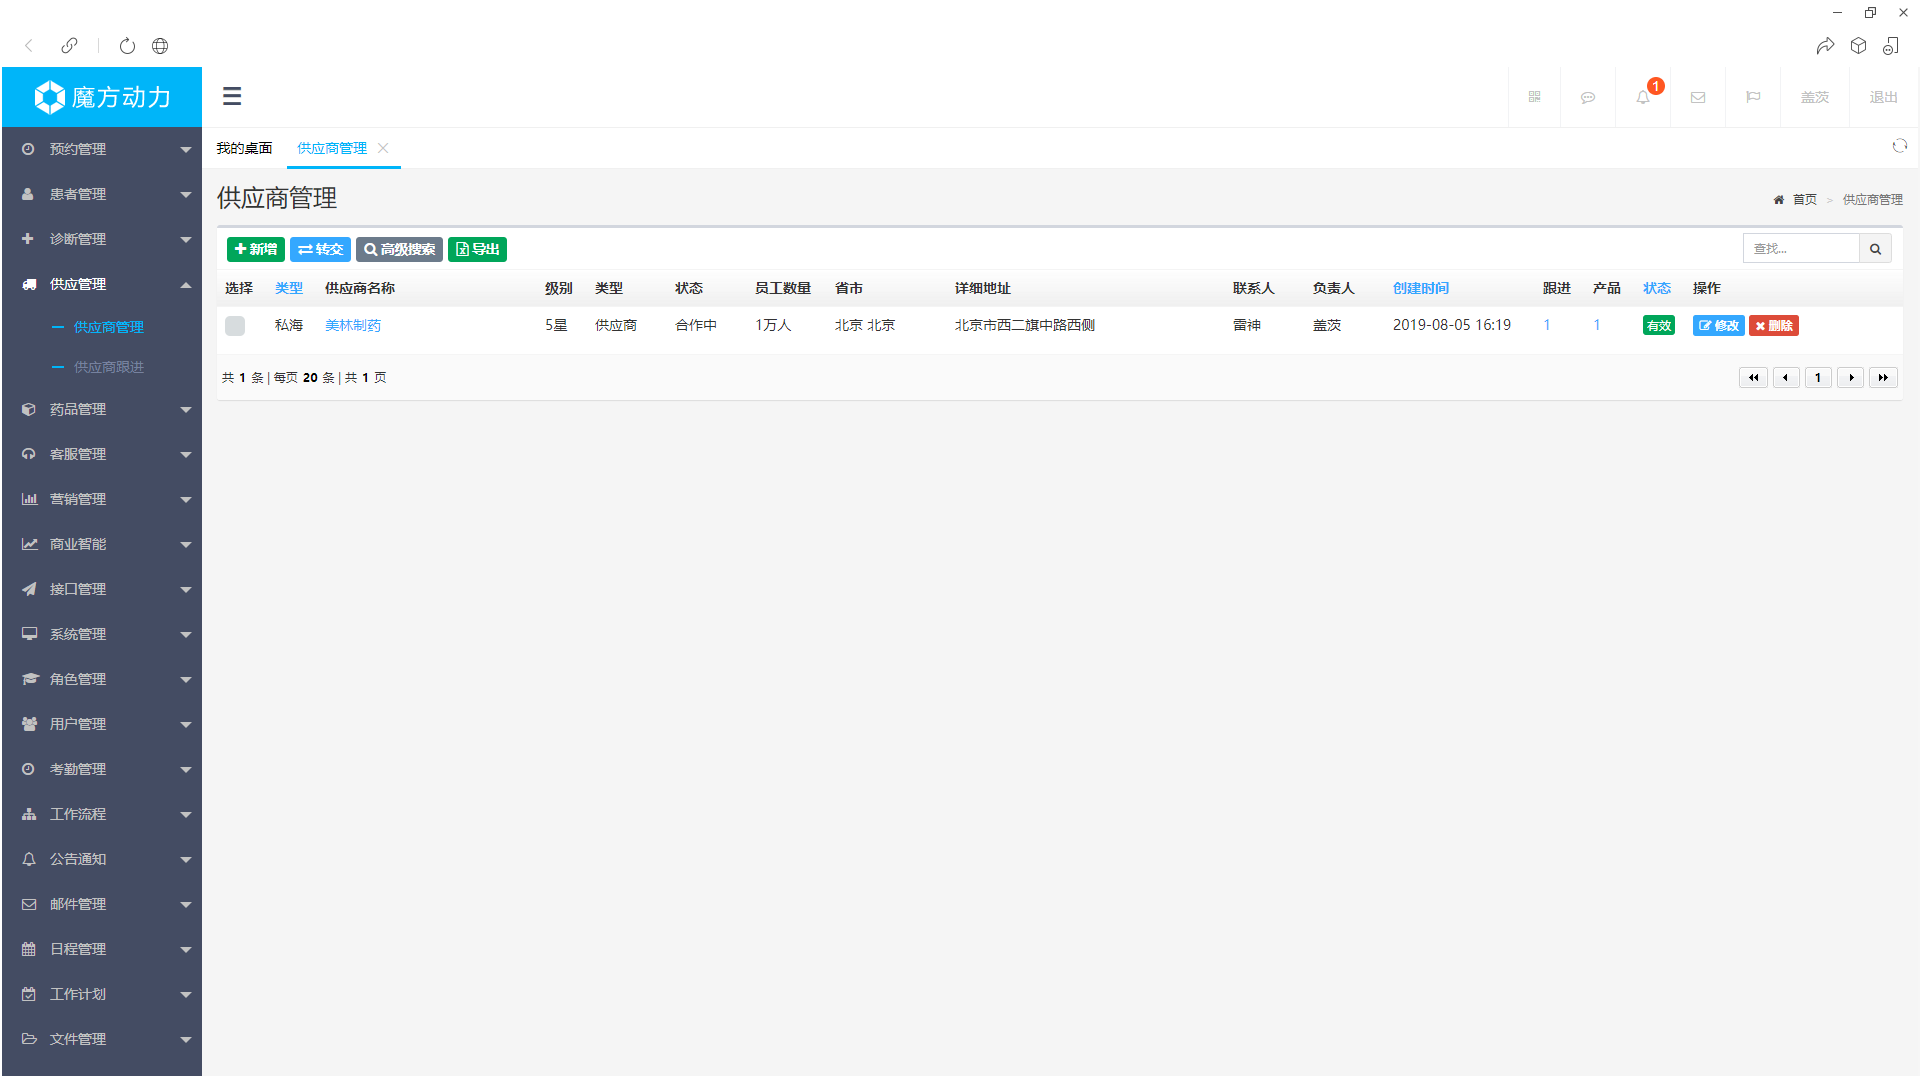 魔方动力
1
盖茨
退出
预约管理
患者管理
诊断管理
供应管理
供应商管理
供应商跟进
药品管理
客服管理
营销管理
商业智能
接口管理
系统管理
角色管理
用户管理
考勤管理
工作流程
公告通知
邮件管理
日程管理
工作计划
文件管理
我的桌面 供应商管理
供应商管理
首页 > 供应商管理
新增 转交 高级搜索 导出 查找...
选择 类型 供应商名称 级别 类型 状态 员工数量 省市 详细地址 联系人 负责人 创建时间 跟进 产品 状态 操作
私海 美林制药 5星 供应商 合作中 1万人 北京 北京 北京市西二旗中路西侧 雷神 盖茨 2019-08-05 16:19 1 1 有效 修改 删除
共 1 条 | 每页 20 条 | 共 1 页 1